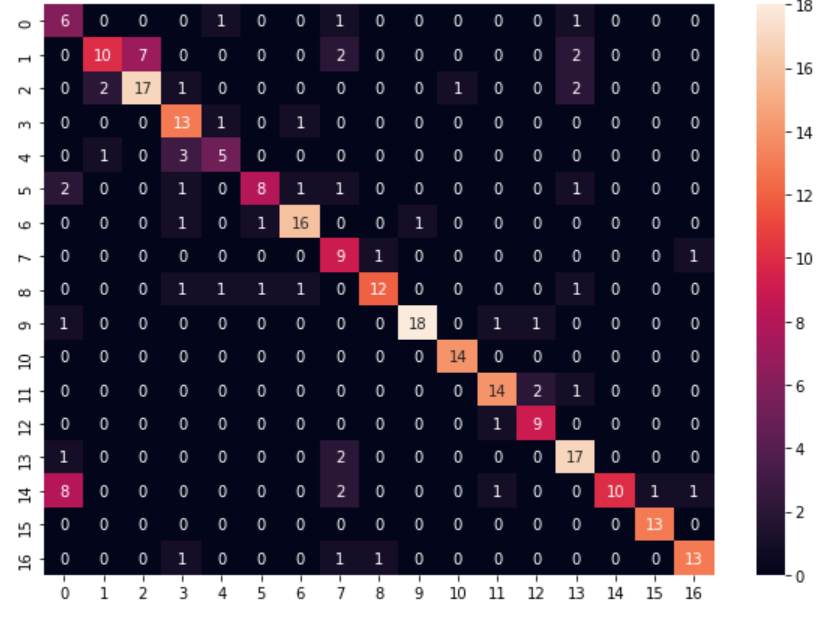 0 6 0 0 0 1 0 0 1 0 0 0 0 0 1 0 0 0 18
1 0 10 7 0 0 0 0 2 0 0 0 0 0 2 0 0 0 16
2 0 2 17 1 0 0 0 0 0 0 1 0 0 2 0 0 0
3 0 0 0 13 1 0 1 0 0 0 0 0 0 0 0 0 0 14
4 0 1 0 3 5 0 0 0 0 0 0 0 0 0 0 0 0
5 2 0 0 1 0 8 1 1 0 0 0 0 0 1 0 0 0 12
6 0 0 0 1 0 1 16 0 0 1 0 0 0 0 0 0 0
7 0 0 0 0 0 0 0 9 1 0 0 0 0 0 0 0 1 10
8 0 0 0 1 1 1 1 0 12 0 0 0 0 1 0 0 0
9 1 0 0 0 0 0 0 0 0 18 0 1 1 0 0 0 0 8
10 0 0 0 0 0 0 0 0 0 0 14 0 0 0 0 0 0
11 0 0 0 0 0 0 0 0 0 0 0 14 2 1 0 0 0 6
12 0 0 0 0 0 0 0 0 0 0 0 1 9 0 0 0 0
13 1 0 0 0 0 0 0 2 0 0 0 0 0 17 0 0 0 4
14 8 0 0 0 0 0 0 2 0 0 0 1 0 0 10 1 1
15 0 0 0 0 0 0 0 0 0 0 0 0 0 0 0 13 0 2
16 0 0 0 1 0 0 0 1 1 0 0 0 0 0 0 0 13 0
0 1 2 3 4 5 6 7 8 9 10 11 12 13 14 15 16